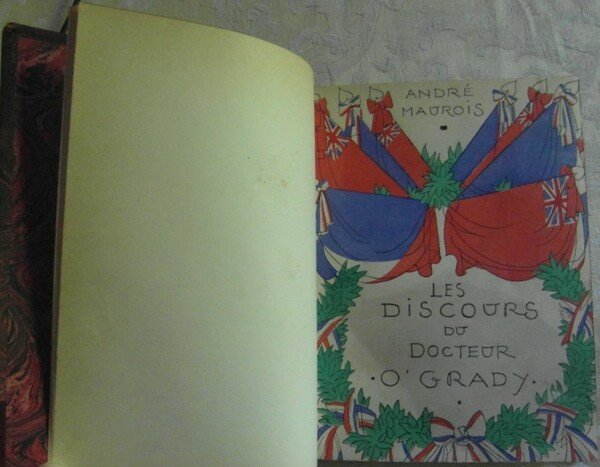 ANDRÉ
MAUROIS
LES
DISCOURS
DU
DOCTEUR
·O'GRADY·